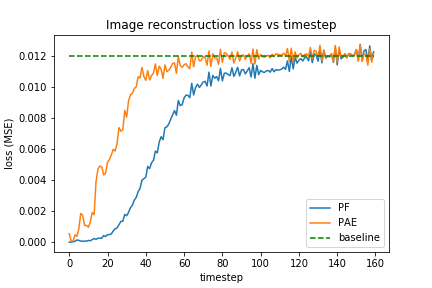 Image reconstruction loss vs timestep
loss (MSE)
0.012
0.010
0.008
0.006
0.004
0.002
0.000
0 20 40 60 80 100 120 140 160
timestep
PF
PAE
baseline